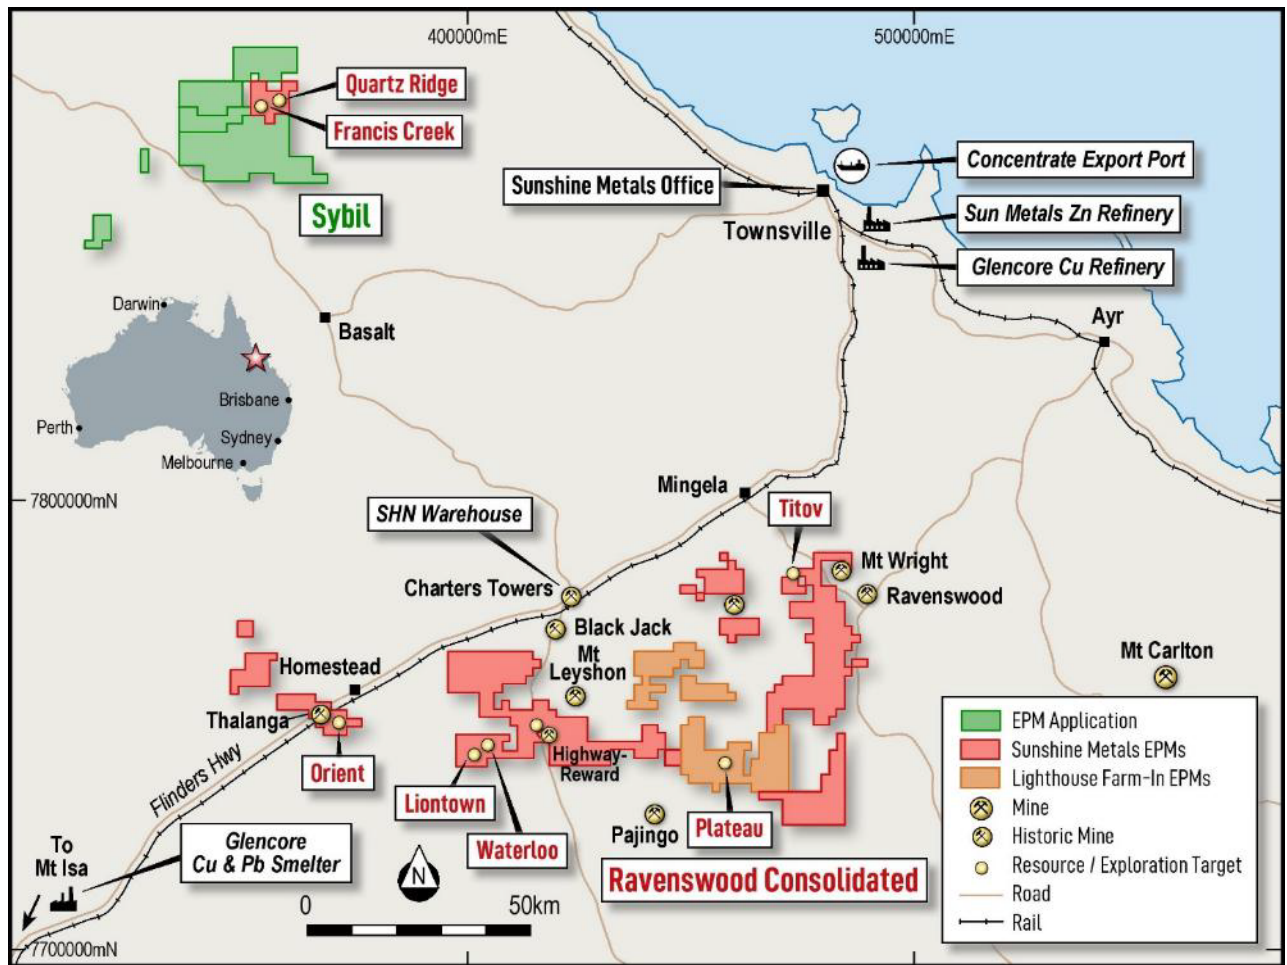 400000mE
500000mE
Quartz Ridge
Francis Creek
Sybil
Sunshine Metals Office
Townsville
Concentrate Export Port
Sun Metals Zn Refinery
Glencore Cu Refinery
Ayr
Basalt
Darwin
Brisbane
Perth
Sydney
Melbourne
7800000mN
Mingela
SHN Warehouse
Titov
Charters Towers
Mt Wright
Ravenswood
Black Jack
Mt
Leyshon
Mt Carlton
Homestead
Thalanga
Orient
Flinders Hwy
Highway-
Reward
Liontown
Waterloo
Pajingo
Plateau
Ravenswood Consolidated
To
Mt Isa
Glencore
Cu & Pb Smelter
N
0
50km
7700000mN
EPM Application
Sunshine Metals EPMs
Lighthouse Farm-In EPMs
Mine
Historic Mine
Resource / Exploration Target
Road
Rail